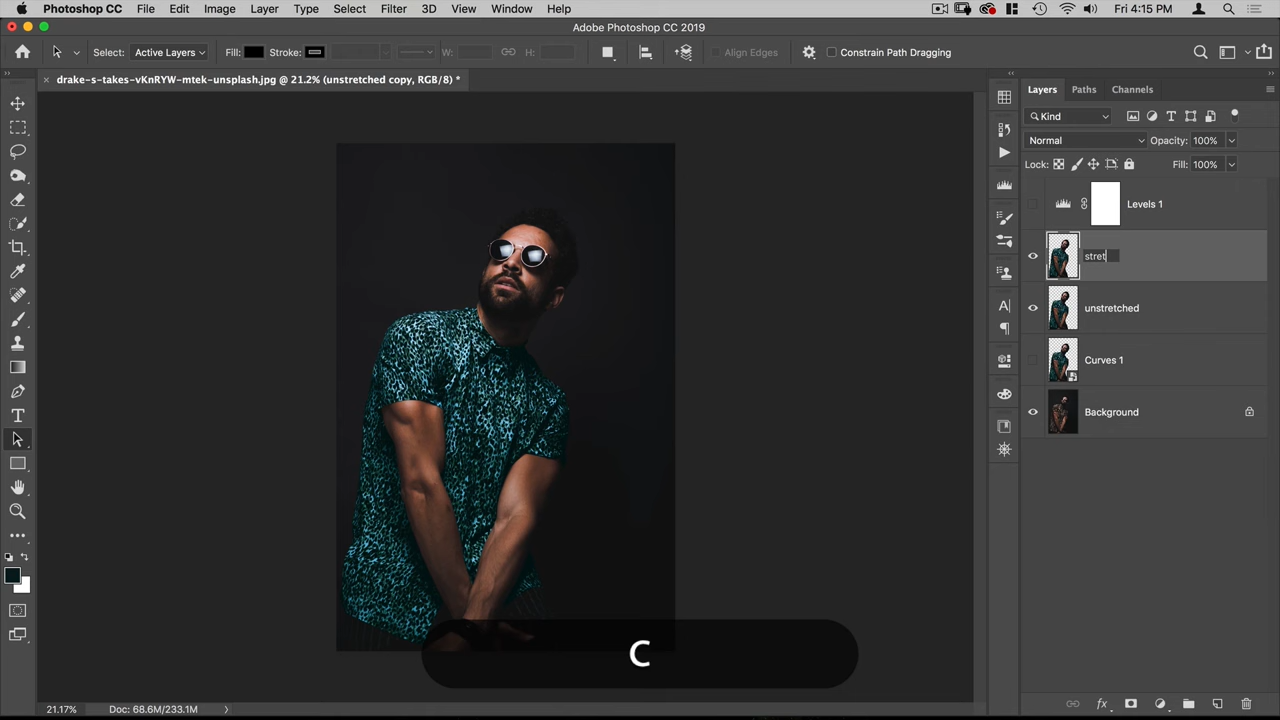 Photoshop CC File Edit Image Layer Type Select Filter 3D View Window Help Fri 4:15 PM
Adobe Photoshop CC 2019
Select: Active Layers Fill: Stroke: W: H: Align Edges Constrain Path Dragging
× drake-s-takes-vKnRYW-mtek-unsplash.jpg @ 21.2% (unstretched copy, RGB/8) *
Layers Paths Channels
Kind
Normal Opacity: 100%
Lock: Fill: 100%
Levels 1
stret
unstretched
Curves 1
Background
C
21.17% Doc: 68.6M/233.1M